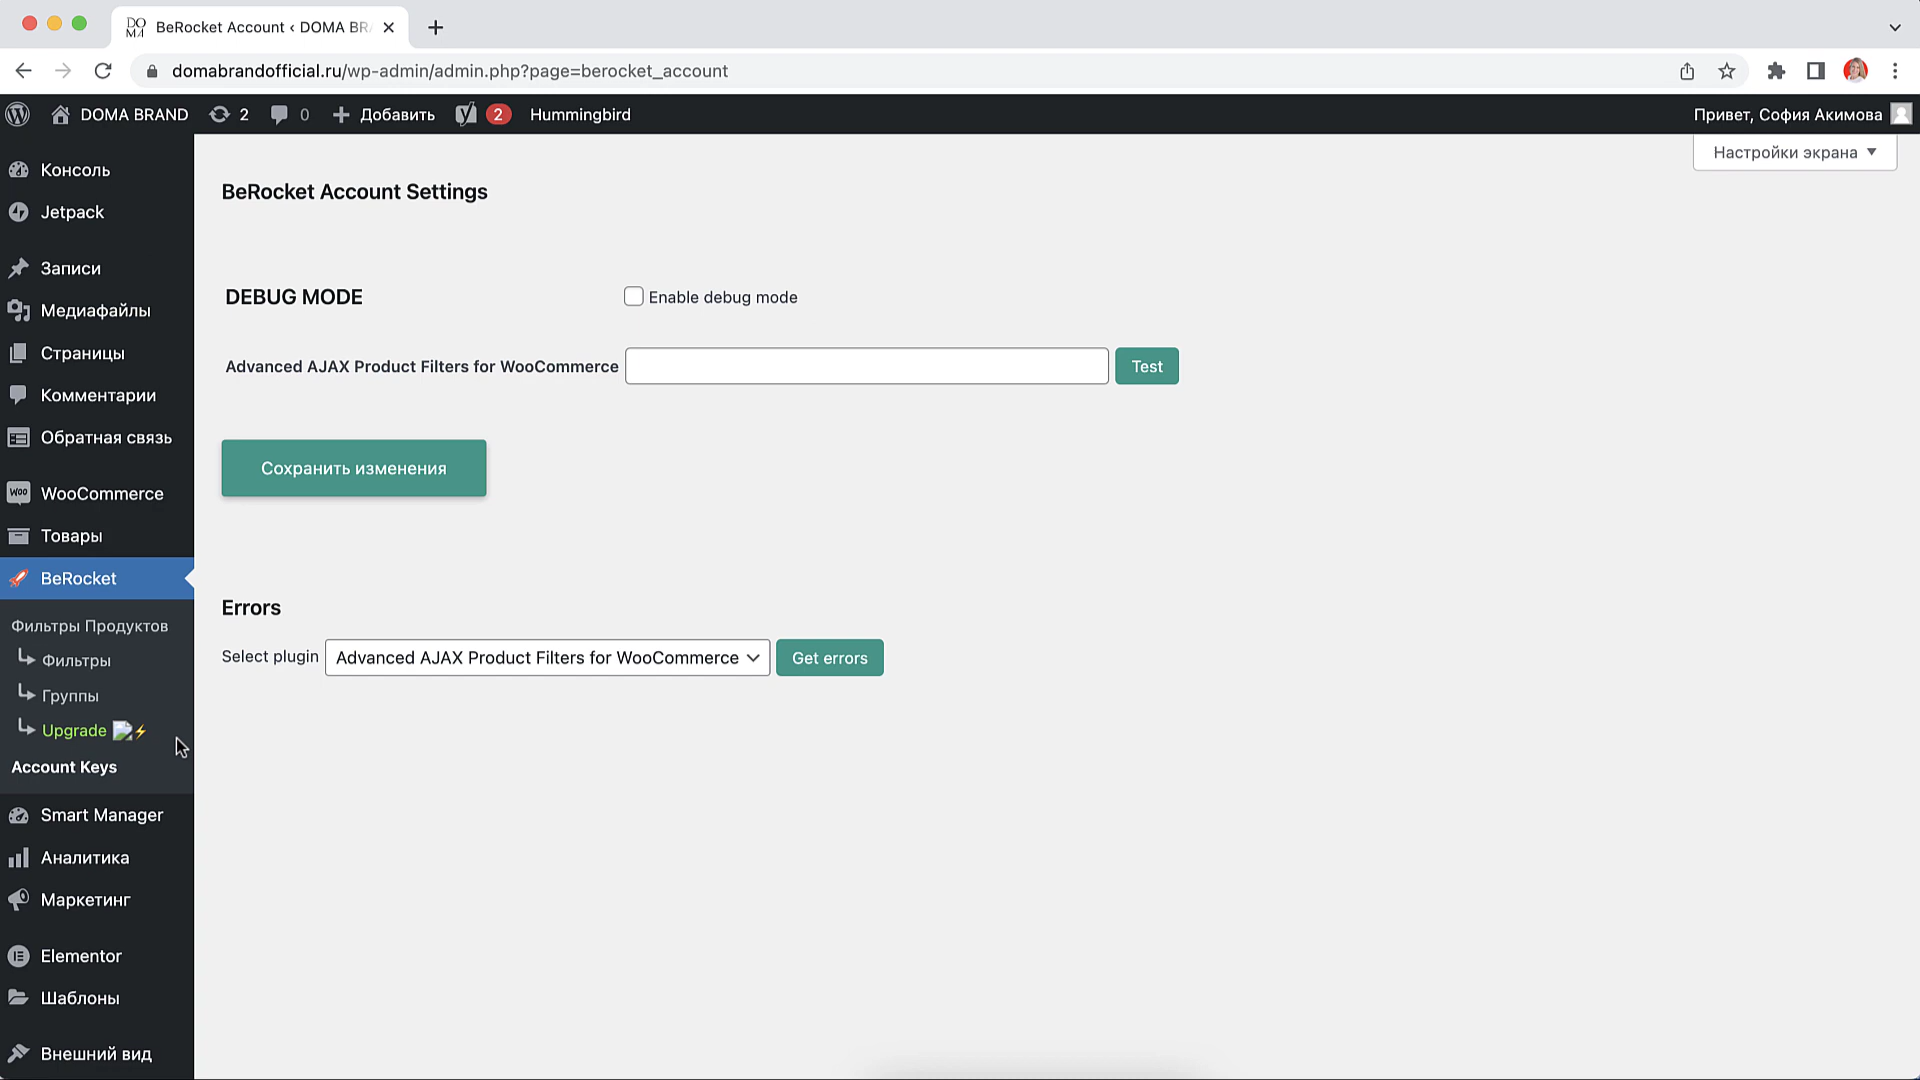 BeRocket Account ‹ DOMA BR
domabrandofficial.ru/wp-admin/admin.php?page=berocket_account
DOMA BRAND
2
0
Добавить
2
Hummingbird
Привет, София Акимова
Настройки экрана
Консоль
Jetpack
Записи
Медиафайлы
Страницы
Комментарии
Обратная связь
WooCommerce
Товары
BeRocket
Фильтры Продуктов
Фильтры
Группы
Upgrade
Account Keys
Smart Manager
Аналитика
Маркетинг
Elementor
Шаблоны
Внешний вид
BeRocket Account Settings
DEBUG MODE
Enable debug mode
Advanced AJAX Product Filters for WooCommerce
Test
Сохранить изменения
Errors
Select plugin
Advanced AJAX Product Filters for WooCommerce
Get errors